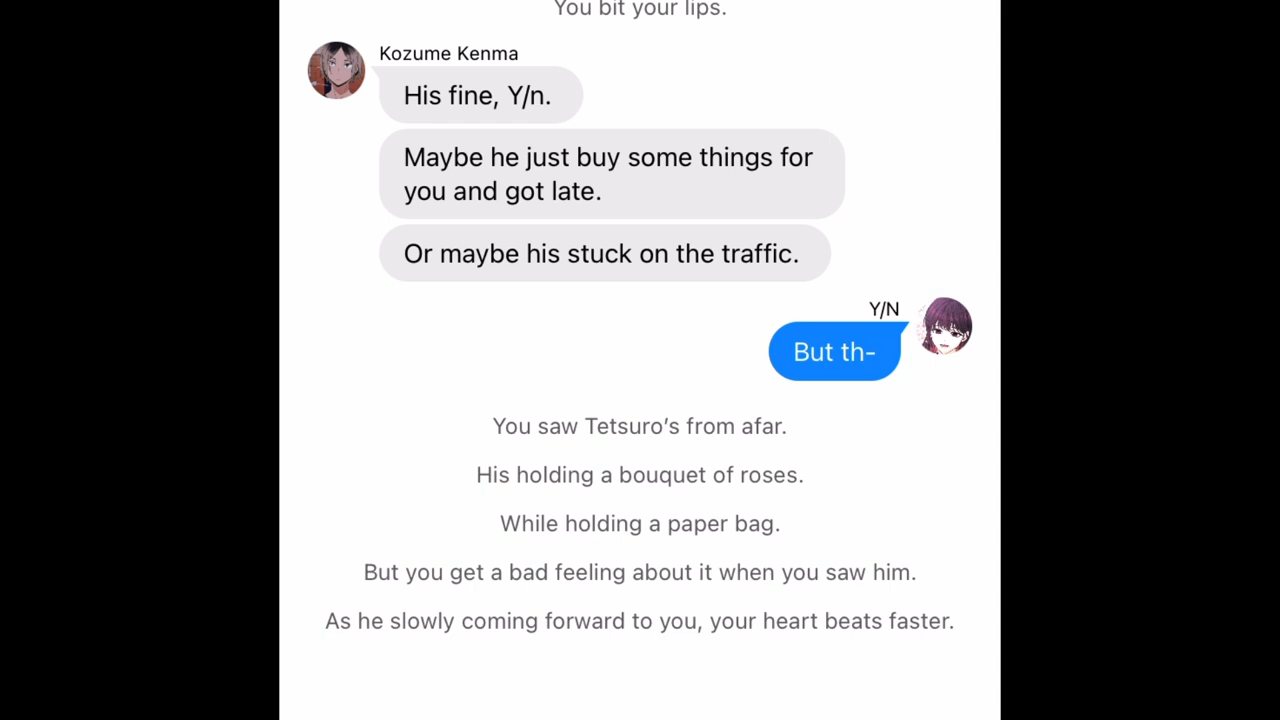 You bit your lips.
Kozume Kenma
His fine, Y/n.
Maybe he just buy some things for
you and got late.
Or maybe his stuck on the traffic.
Y/N
But th-
You saw Tetsuro’s from afar.
His holding a bouquet of roses.
While holding a paper bag.
But you get a bad feeling about it when you saw him.
As he slowly coming forward to you, your heart beats faster.